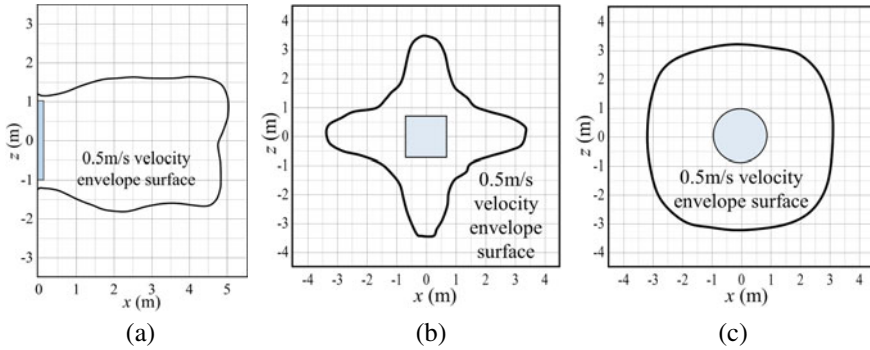 3
2
1
0
-1
-2
-3
z (m)
0.5m/s velocity
envelope surface
0 1 2 3 4 5
x (m)
(a)
4
3
2
1
0
-1
-2
-3
-4
z (m)
0.5m/s
velocity
envelope
surface
-4 -3 -2 -1 0 1 2 3 4
x (m)
(b)
4
3
2
1
0
-1
-2
-3
-4
z (m)
0.5m/s velocity
envelope surface
-4 -3 -2 -1 0 1 2 3 4
x (m)
(c)